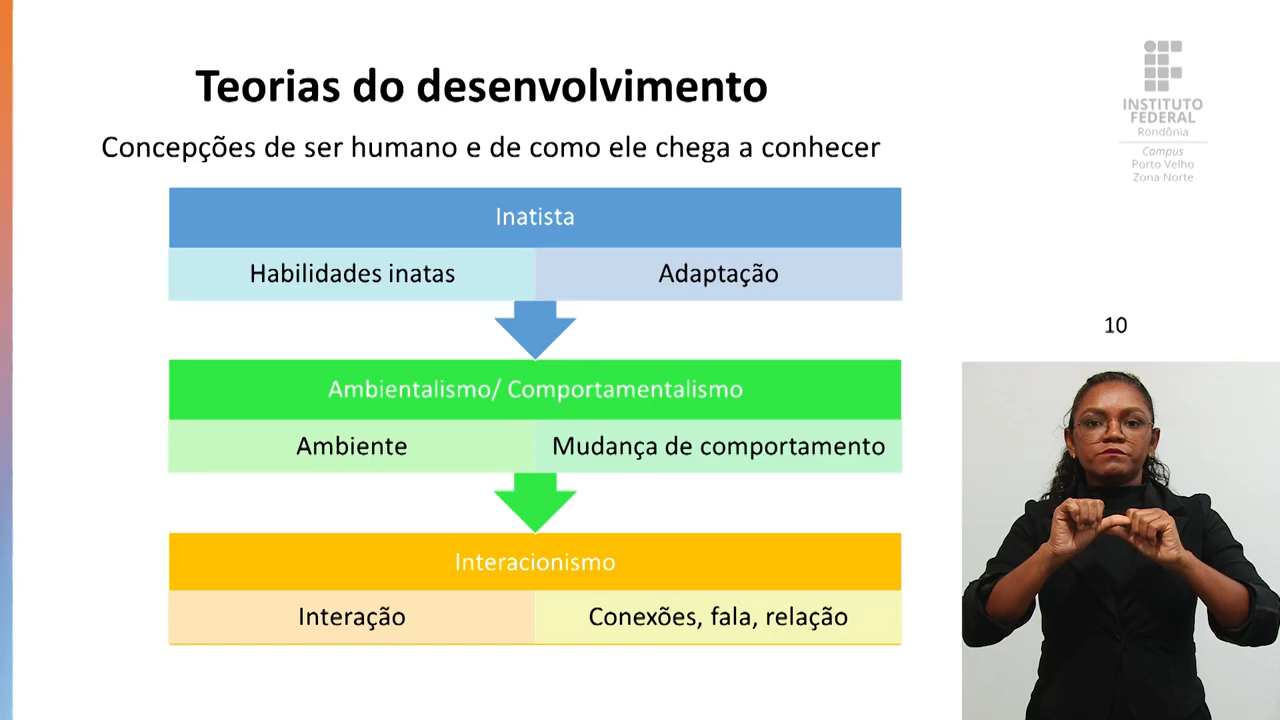 Teorias do desenvolvimento
Concepções de ser humano e de como ele chega a conhecer
Inatista
Habilidades inatas
Adaptação
Ambientalismo/ Comportamentalismo
Ambiente
Mudança de comportamento
Interacionismo
Interação
Conexões, fala, relação
INSTITUTO
FEDERAL
Rondônia
Campus
Porto Velho
Zona Norte
10